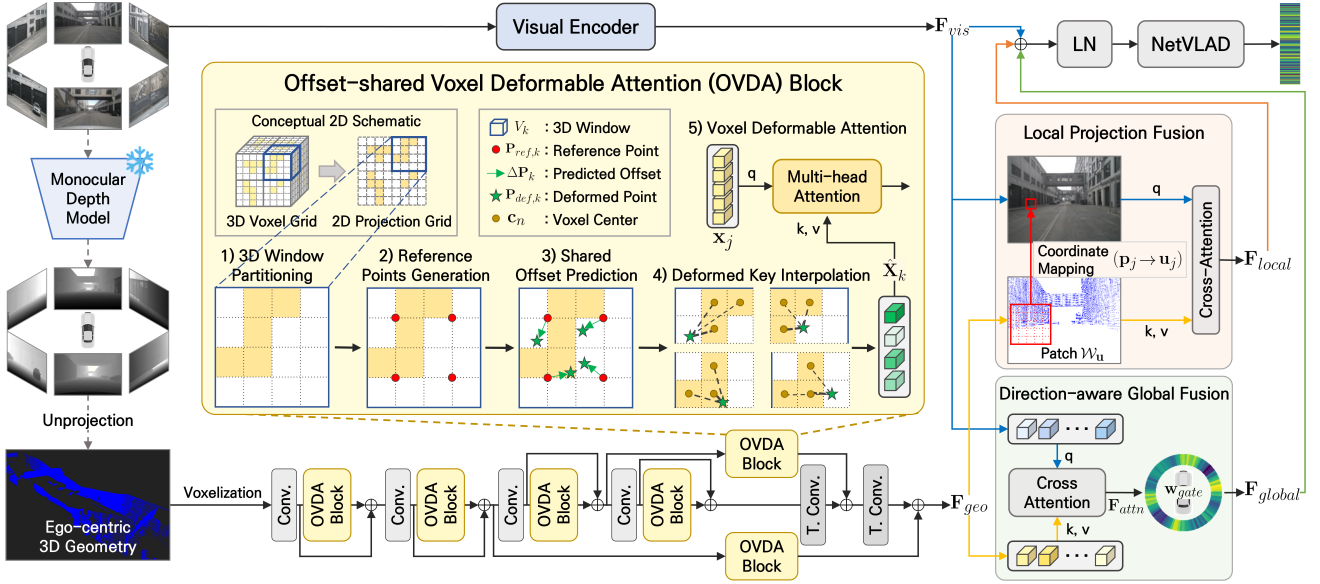 Visual Encoder
F_vis
LN
NetVLAD
Offset-shared Voxel Deformable Attention (OVDA) Block
Conceptual 2D Schematic
3D Voxel Grid
2D Projection Grid
V_k : 3D Window
P_ref,k : Reference Point
ΔP_k : Predicted Offset
P_def,k : Deformed Point
c_n : Voxel Center
5) Voxel Deformable Attention
q
Multi-head
Attention
k, v
x_j
X̂_k
1) 3D Window
Partitioning
2) Reference
Points Generation
3) Shared
Offset Prediction
4) Deformed Key Interpolation
Monocular
Depth
Model
Unprojection
Ego-centric
3D Geometry
Voxelization
Conv.
OVDA
Block
Conv.
OVDA
Block
Conv.
OVDA
Block
Conv.
OVDA
Block
OVDA
Block
OVDA
Block
T. Conv.
T. Conv.
F_geo
Local Projection Fusion
q
Coordinate
Mapping (p_j → u_j)
Cross-Attention
F_local
k, v
Patch 𝒲_u
Direction-aware Global Fusion
q
Cross
Attention
F_attn
w_gate
F_global
k, v